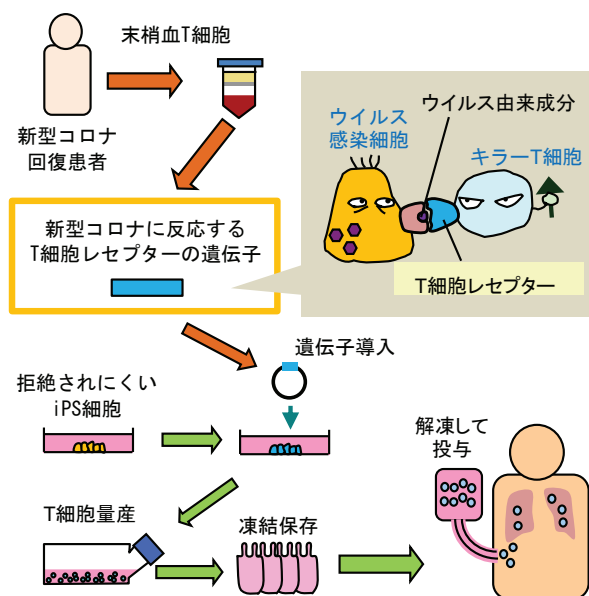 末梢血T細胞
新型コロナ
回復患者
ウイルス由来成分
ウイルス
感染細胞
キラーT細胞
T細胞レセプター
新型コロナに反応する
T細胞レセプターの遺伝子
遺伝子導入
拒絶されにくい
iPS細胞
解凍して
投与
T細胞量産
凍結保存